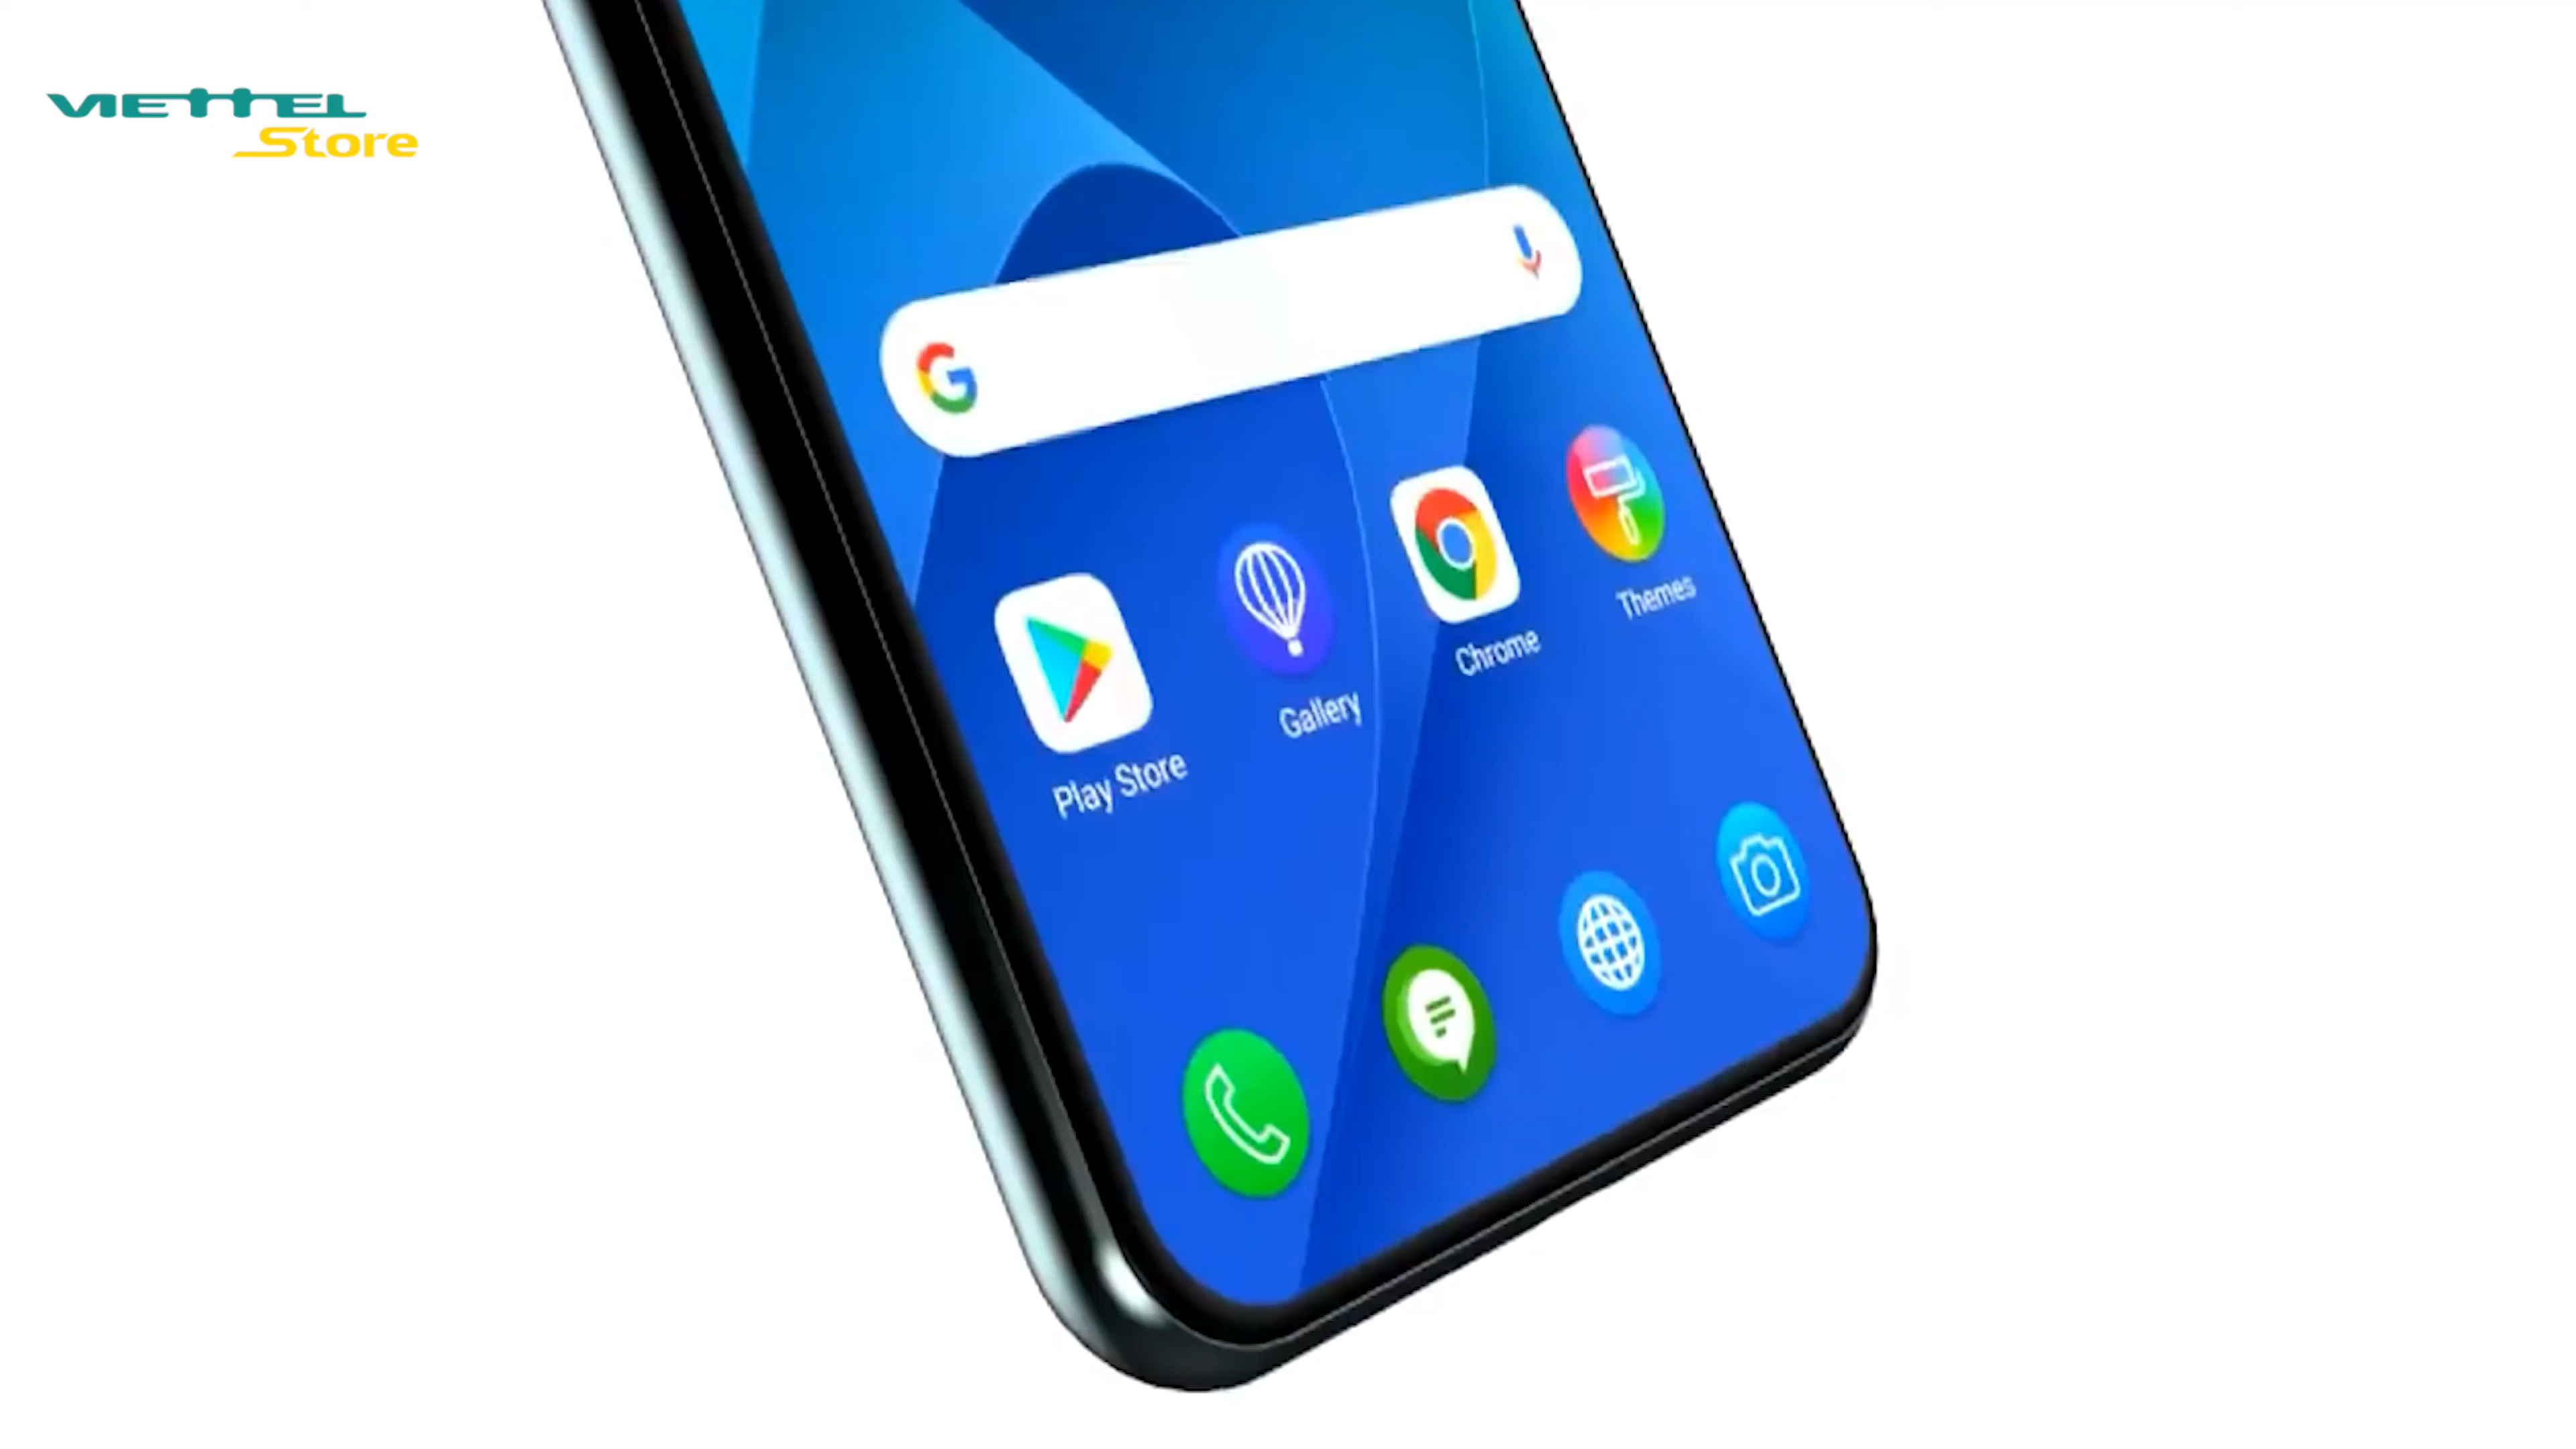 VIETTEL
Store
G
Play Store
Gallery
Chrome
Themes